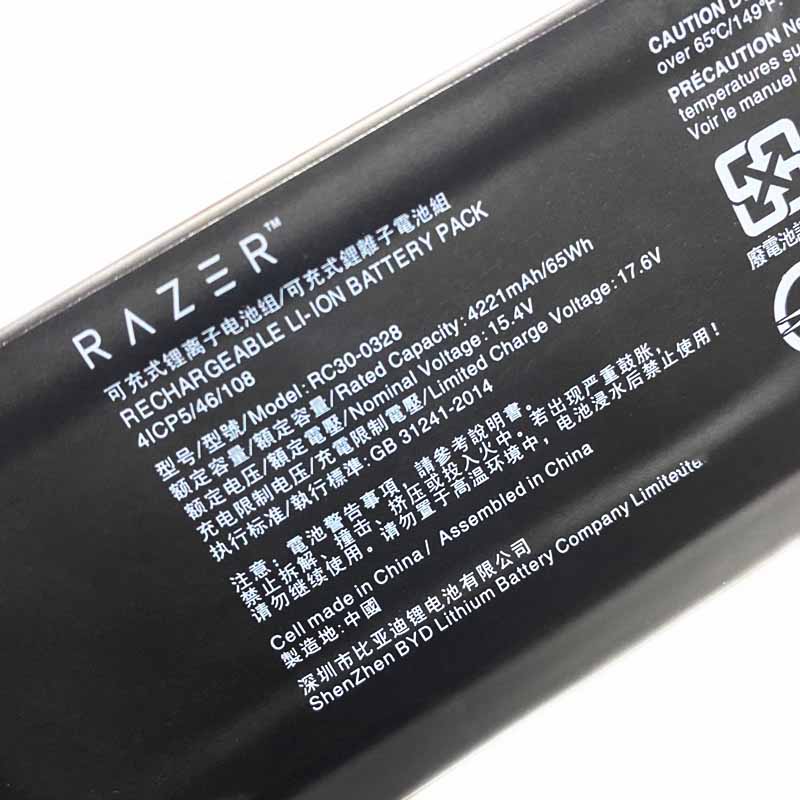 RAZER™
可充式锂离子电池组/可充式鋰離子電池組
RECHARGEABLE LI-ION BATTERY PACK
4ICP5/46/108
型号/型號/Model: RC30-0328
额定容量/額定容量/Rated Capacity: 4221mAh/65Wh
额定电压/額定電壓/Nominal Voltage: 15.4V
充电限制电压/充電限制電壓/Limited Charge Voltage: 17.6V
执行标准/執行標準: GB 31241-2014
注意: 電池警告事項, 請參考說明書。
禁止拆解、撞击、挤压或投入火中。若出现严重鼓胀,
请勿继续使用。请勿置于高温环境中, 电池浸水后禁止使用!
Cell made in China / Assembled in China
製造地: 中國
深圳市比亚迪锂电池有限公司
ShenZhen BYD Lithium Battery Company Limiteute
CAUTION
over 65°C/149°F.
PRÉCAUTION Ne
temperatures su
Voir le manuel
廢電池請